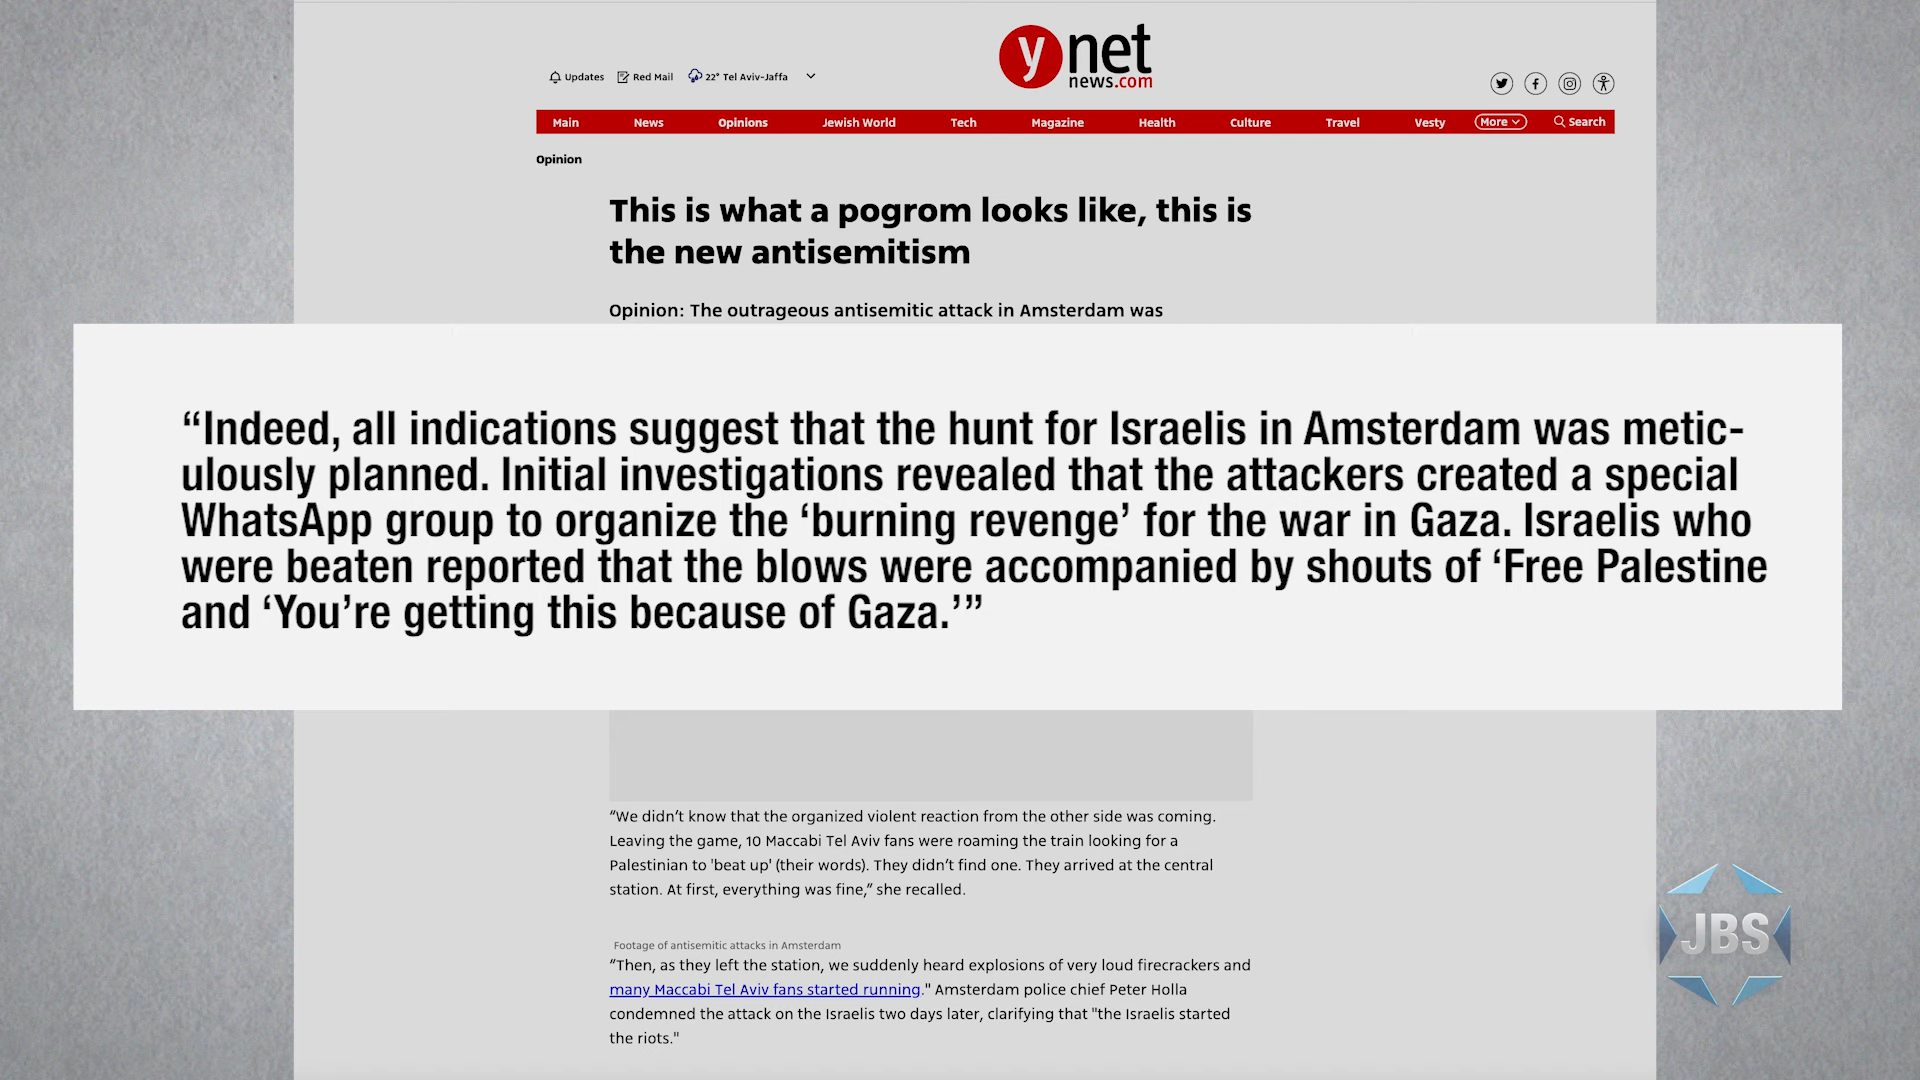 y net
news.com
Updates Red Mail 22° Tel Aviv-Jaffa
Main News Opinions Jewish World Tech Magazine Health Culture Travel Vesty More Search
Opinion
This is what a pogrom looks like, this is
the new antisemitism
Opinion: The outrageous antisemitic attack in Amsterdam was
“Indeed, all indications suggest that the hunt for Israelis in Amsterdam was metic-
ulously planned. Initial investigations revealed that the attackers created a special
WhatsApp group to organize the ‘burning revenge’ for the war in Gaza. Israelis who
were beaten reported that the blows were accompanied by shouts of ‘Free Palestine
and ‘You’re getting this because of Gaza.’”
“We didn’t know that the organized violent reaction from the other side was coming.
Leaving the game, 10 Maccabi Tel Aviv fans were roaming the train looking for a
Palestinian to 'beat up' (their words). They didn’t find one. They arrived at the central
station. At first, everything was fine,” she recalled.
Footage of antisemitic attacks in Amsterdam
“Then, as they left the station, we suddenly heard explosions of very loud firecrackers and
many Maccabi Tel Aviv fans started running." Amsterdam police chief Peter Holla
condemned the attack on the Israelis two days later, clarifying that "the Israelis started
the riots."
JBS